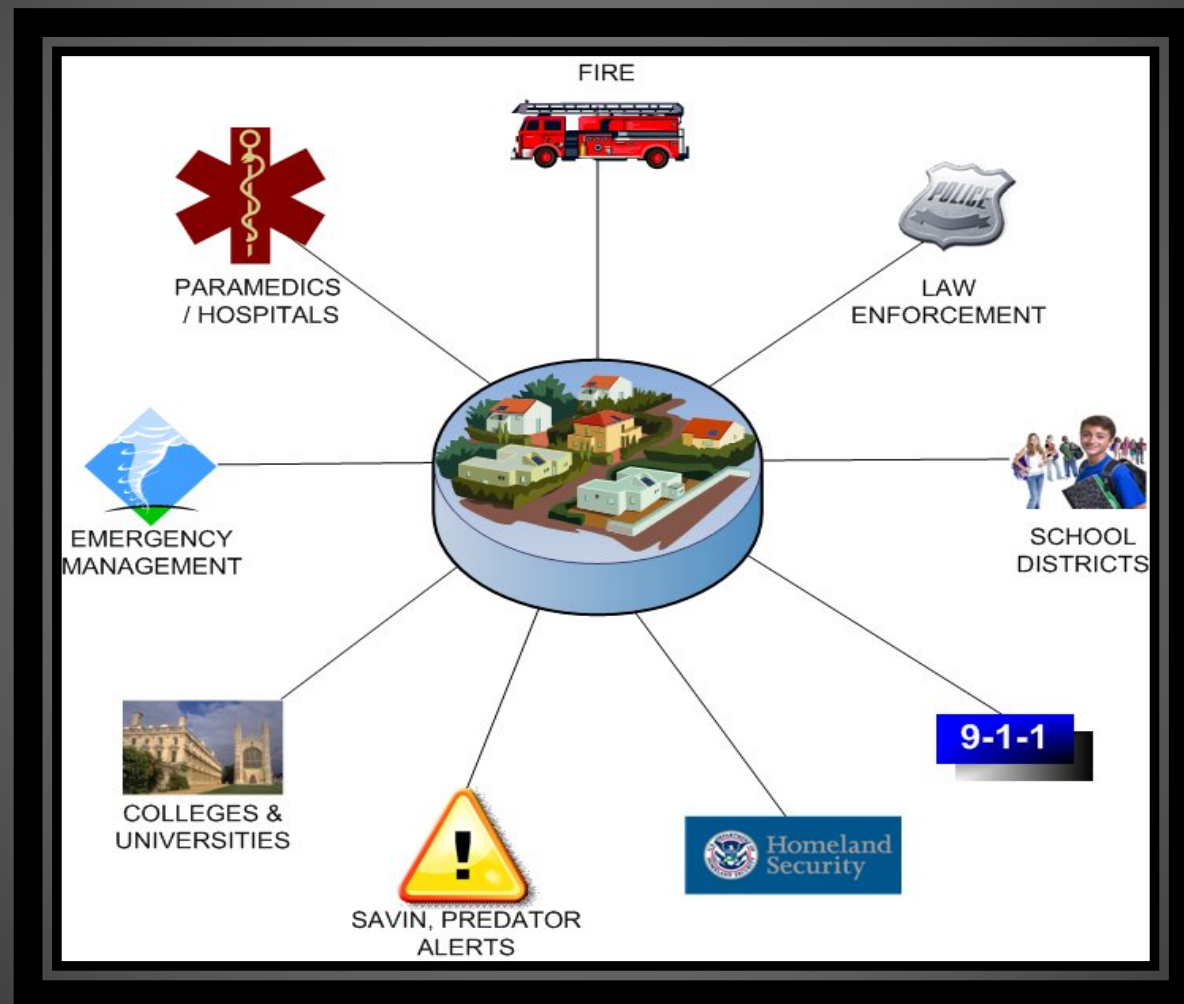 FIRE
POLICE
PARAMEDICS
/ HOSPITALS
LAW
ENFORCEMENT
EMERGENCY
MANAGEMENT
SCHOOL
DISTRICTS
9-1-1
COLLEGES &
UNIVERSITIES
!
Homeland
Security
SAVIN, PREDATOR
ALERTS